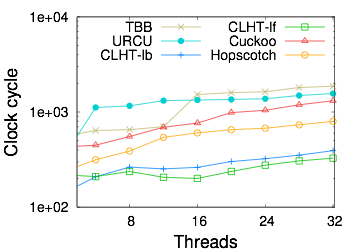 1e+04
TBB
URCU
CLHT-lb
CLHT-lf
Cuckoo
Hopscotch
Clock cycle
1e+03
1e+02
8 16 24 32
Threads